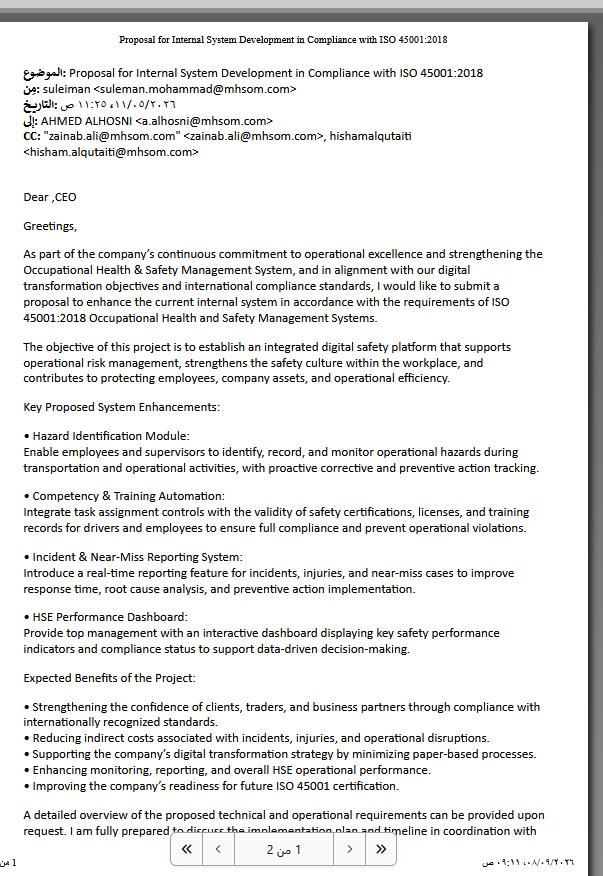 Proposal for Internal System Development in Compliance with ISO 45001:2018
الموضوع: Proposal for Internal System Development in Compliance with ISO 45001:2018
من: suleiman <suleman.mohammad@mhsom.com>
التاريخ: ١١/٠٥/٢٠٢٦، ١١:٢٥ ص
إلى: AHMED ALHOSNI <a.alhosni@mhsom.com>
CC: "zainab.ali@mhsom.com" <zainab.ali@mhsom.com>, hishamalqutaiti
<hisham.alqutaiti@mhsom.com>
Dear ,CEO
Greetings,
As part of the company's continuous commitment to operational excellence and strengthening the
Occupational Health & Safety Management System, and in alignment with our digital
transformation objectives and international compliance standards, I would like to submit a
proposal to enhance the current internal system in accordance with the requirements of ISO
45001:2018 Occupational Health and Safety Management Systems.
The objective of this project is to establish an integrated digital safety platform that supports
operational risk management, strengthens the safety culture within the workplace, and
contributes to protecting employees, company assets, and operational efficiency.
Key Proposed System Enhancements:
• Hazard Identification Module:
Enable employees and supervisors to identify, record, and monitor operational hazards during
transportation and operational activities, with proactive corrective and preventive action tracking.
• Competency & Training Automation:
Integrate task assignment controls with the validity of safety certifications, licenses, and training
records for drivers and employees to ensure full compliance and prevent operational violations.
• Incident & Near-Miss Reporting System:
Introduce a real-time reporting feature for incidents, injuries, and near-miss cases to improve
response time, root cause analysis, and preventive action implementation.
• HSE Performance Dashboard:
Provide top management with an interactive dashboard displaying key safety performance
indicators and compliance status to support data-driven decision-making.
Expected Benefits of the Project:
• Strengthening the confidence of clients, traders, and business partners through compliance with
internationally recognized standards.
• Reducing indirect costs associated with incidents, injuries, and operational disruptions.
• Supporting the company's digital transformation strategy by minimizing paper-based processes.
• Enhancing monitoring, reporting, and overall HSE operational performance.
• Improving the company's readiness for future ISO 45001 certification.
A detailed overview of the proposed technical and operational requirements can be provided upon
request. I am fully prepared to discuss the implementation plan and timeline in coordination with
1 من 2
1 من
٠٨/٠٩/٢٠٢٦، ٠٩:١١ ص